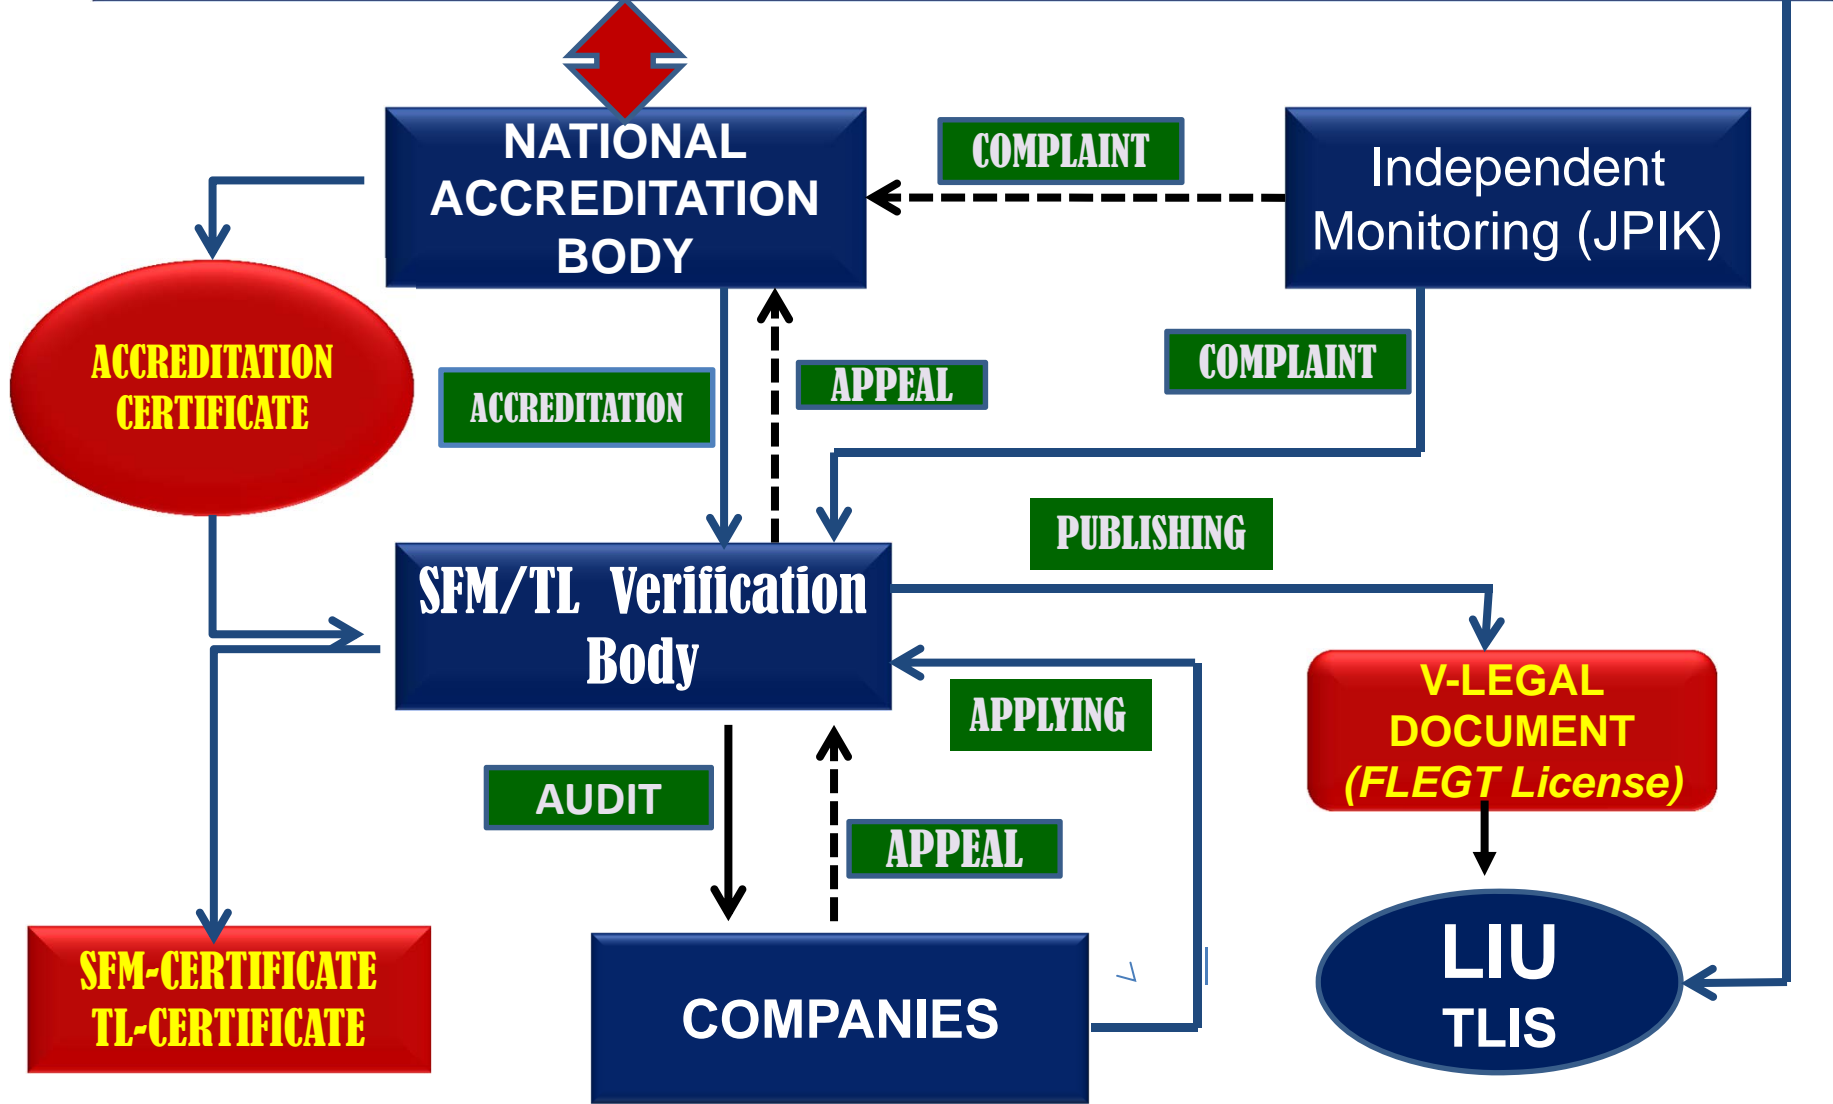 NATIONAL
ACCREDITATION
BODY
COMPLAINT
Independent
Monitoring (JPIK)
ACCREDITATION
CERTIFICATE
ACCREDITATION
APPEAL
COMPLAINT
PUBLISHING
SFM/TL Verification
Body
APPLYING
V-LEGAL
DOCUMENT
(FLEGT License)
AUDIT
APPEAL
SFM-CERTIFICATE
TL-CERTIFICATE
COMPANIES
LIU
TLIS